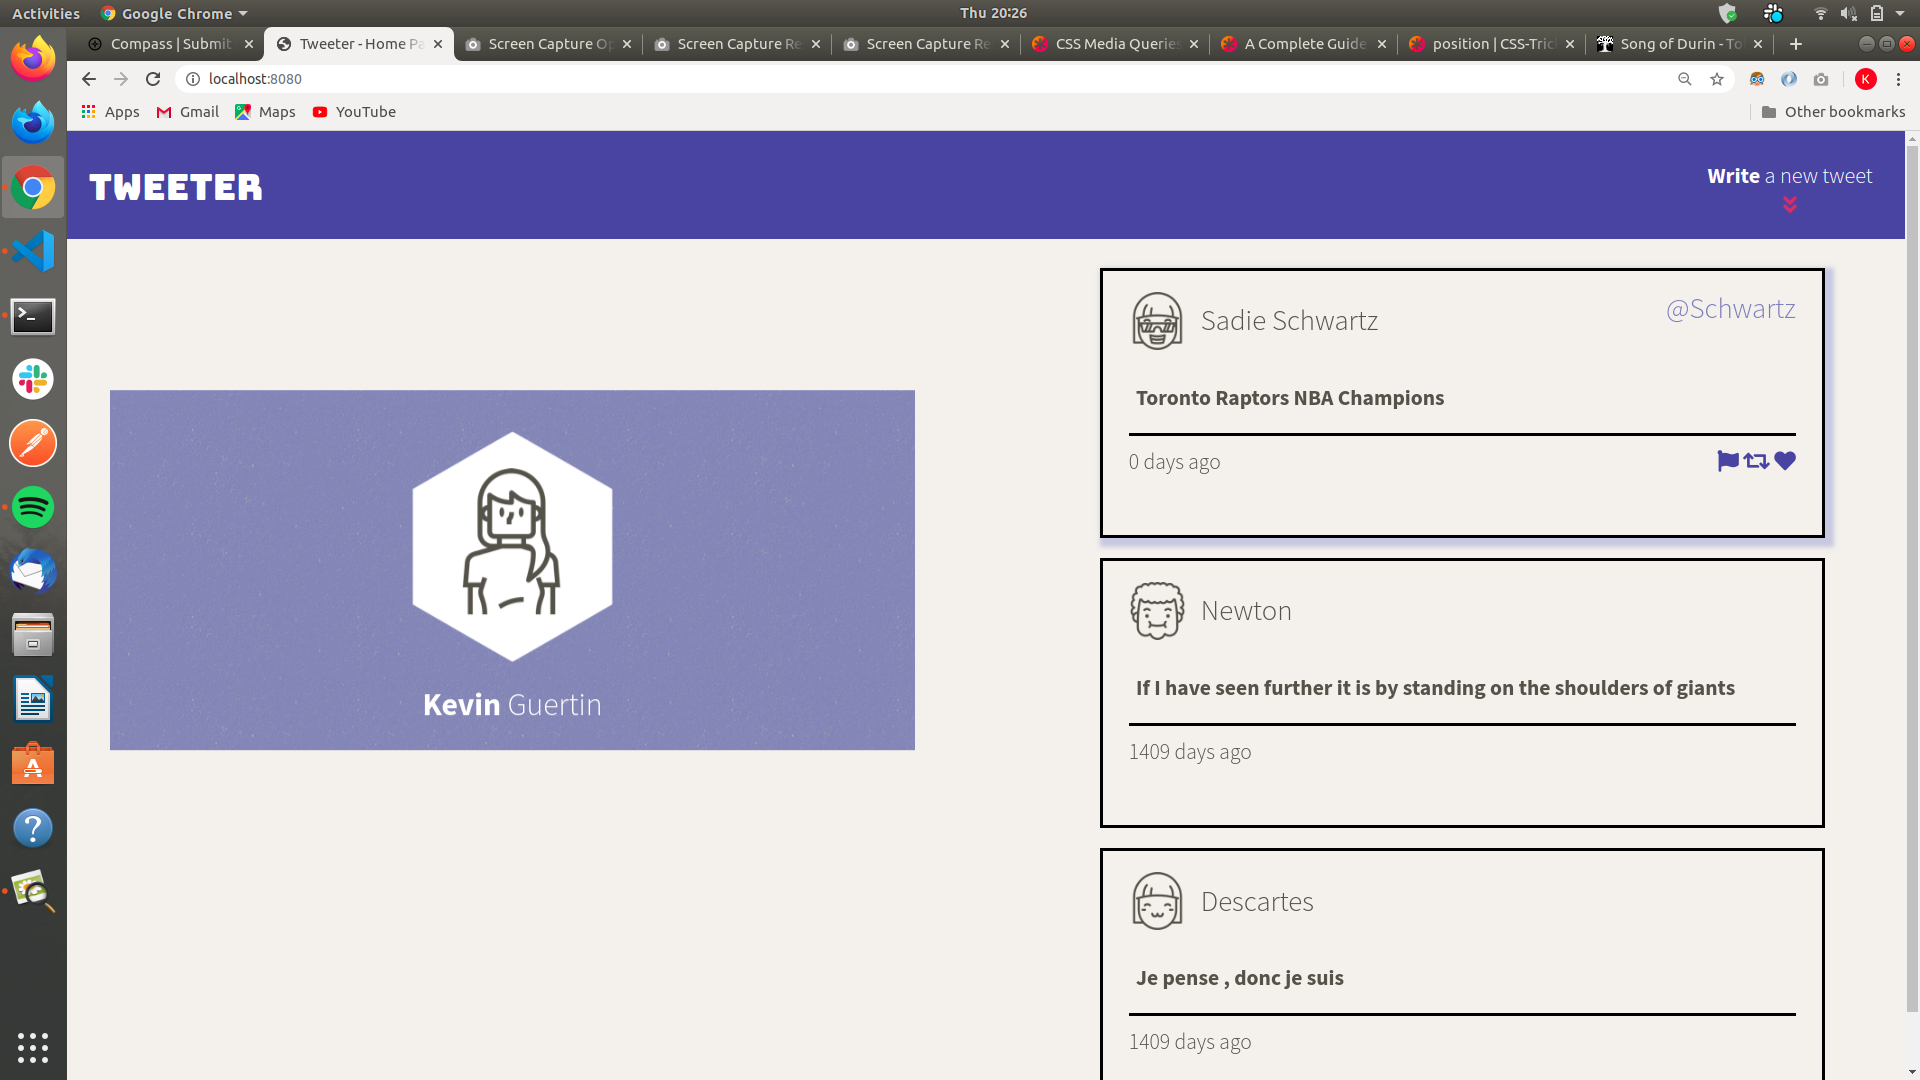 Activities
Google Chrome
Thu 20:26
Compass | Submit
Tweeter - Home Pa
Screen Capture Op
Screen Capture Re
Screen Capture Re
CSS Media Queries
A Complete Guide
position | CSS-Tric
Song of Durin - To
localhost:8080
K
Apps
Gmail
Maps
YouTube
Other bookmarks
TWEETER
Write a new tweet
Kevin Guertin
Sadie Schwartz
@Schwartz
Toronto Raptors NBA Champions
0 days ago
Newton
If I have seen further it is by standing on the shoulders of giants
1409 days ago
Descartes
Je pense , donc je suis
1409 days ago